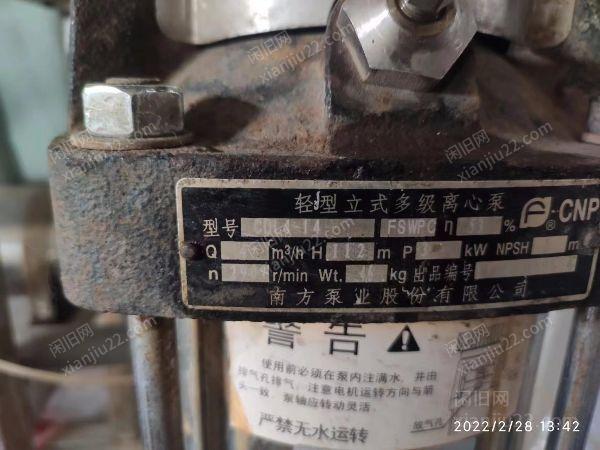 闲旧网
xianjiu22.com
轻型立式多级离心泵
型号 FSWPC η % CNP
Q m³/h H 112 m P kW NPSH m
n r/min Wt. kg 出品编号
南方泵业股份有限公司
警告
使用前必须在泵内注满水，并由
排气孔排气，注意电机运转方向与箭
头一致，泵轴应转动灵活。
严禁无水运转
放气孔
2022/2/28 13:42